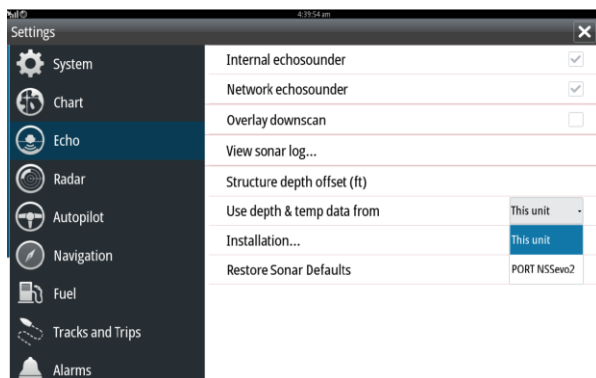 4:39:54 am
Settings
System
Chart
Echo
Radar
Autopilot
Navigation
Fuel
Tracks and Trips
Alarms
Internal echosounder
Network echosounder
Overlay downscan
View sonar log...
Structure depth offset (ft)
Use depth & temp data from
This unit
This unit
Installation...
PORT NSSevo2
Restore Sonar Defaults